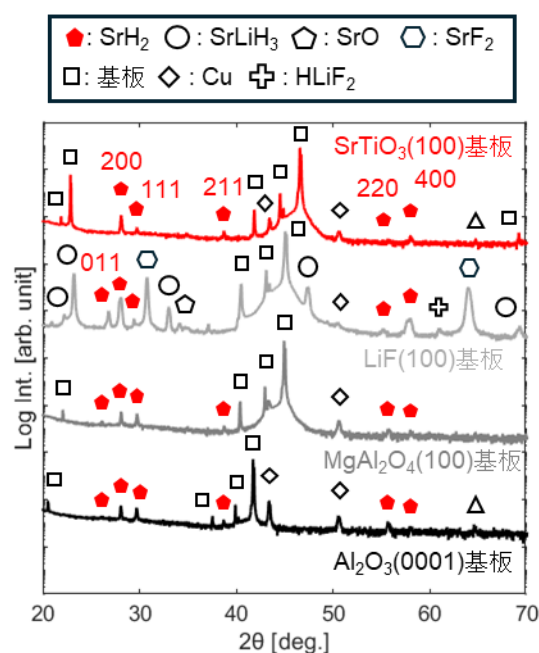 : SrH₂ : SrLiH₃ : SrO : SrF₂
: 基板 : Cu : HLiF₂
SrTiO₃(100)基板
200
111
211
220
400
011
LiF(100)基板
MgAl₂O₄(100)基板
Al₂O₃(0001)基板
Log Int. [arb. unit]
20 30 40 50 60 70
2θ [deg.]